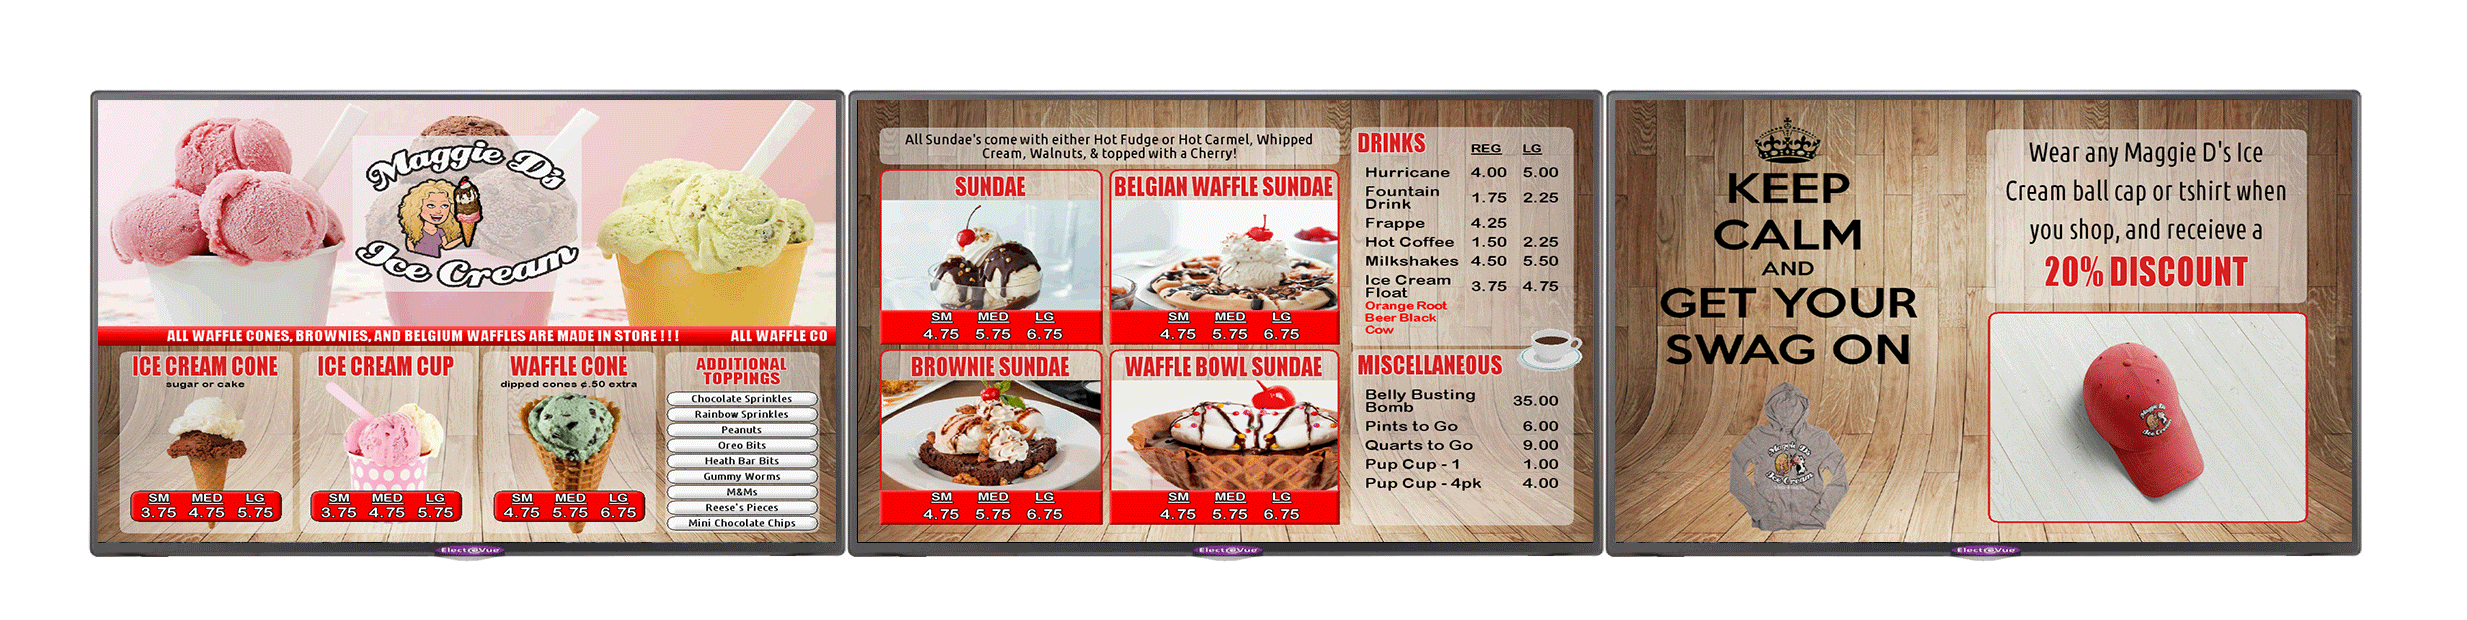 Maggie D's
Ice Cream
ALL WAFFLE CONES, BROWNIES, AND BELGIUM WAFFLES ARE MADE IN STORE ! ! !
ALL WAFFLE CO
ICE CREAM CONE
sugar or cake
SM MED LG
3.75 4.75 5.75
ICE CREAM CUP
SM MED LG
3.75 4.75 5.75
WAFFLE CONE
dipped cones ¢.50 extra
SM MED LG
4.75 5.75 6.75
ADDITIONAL
TOPPINGS
Chocolate Sprinkles
Rainbow Sprinkles
Peanuts
Oreo Bits
Heath Bar Bits
Gummy Worms
M&Ms
Reese's Pieces
Mini Chocolate Chips
ElectroVue
All Sundae's come with either Hot Fudge or Hot Carmel, Whipped
Cream, Walnuts, & topped with a Cherry!
SUNDAE
SM MED LG
4.75 5.75 6.75
BELGIAN WAFFLE SUNDAE
SM MED LG
4.75 5.75 6.75
BROWNIE SUNDAE
SM MED LG
4.75 5.75 6.75
WAFFLE BOWL SUNDAE
SM MED LG
4.75 5.75 6.75
DRINKS
REG LG
Hurricane 4.00 5.00
Fountain
Drink 1.75 2.25
Frappe 4.25
Hot Coffee 1.50 2.25
Milkshakes 4.50 5.50
Ice Cream
Float 3.75 4.75
Orange Root
Beer Black
Cow
MISCELLANEOUS
Belly Busting
Bomb 35.00
Pints to Go 6.00
Quarts to Go 9.00
Pup Cup - 1 1.00
Pup Cup - 4pk 4.00
ElectroVue
KEEP
CALM
AND
GET YOUR
SWAG ON
Maggie D's
Ice Cream
Wear any Maggie D's Ice
Cream ball cap or tshirt when
you shop, and receieve a
20% DISCOUNT
Maggie D's
Ice Cream
ElectroVue